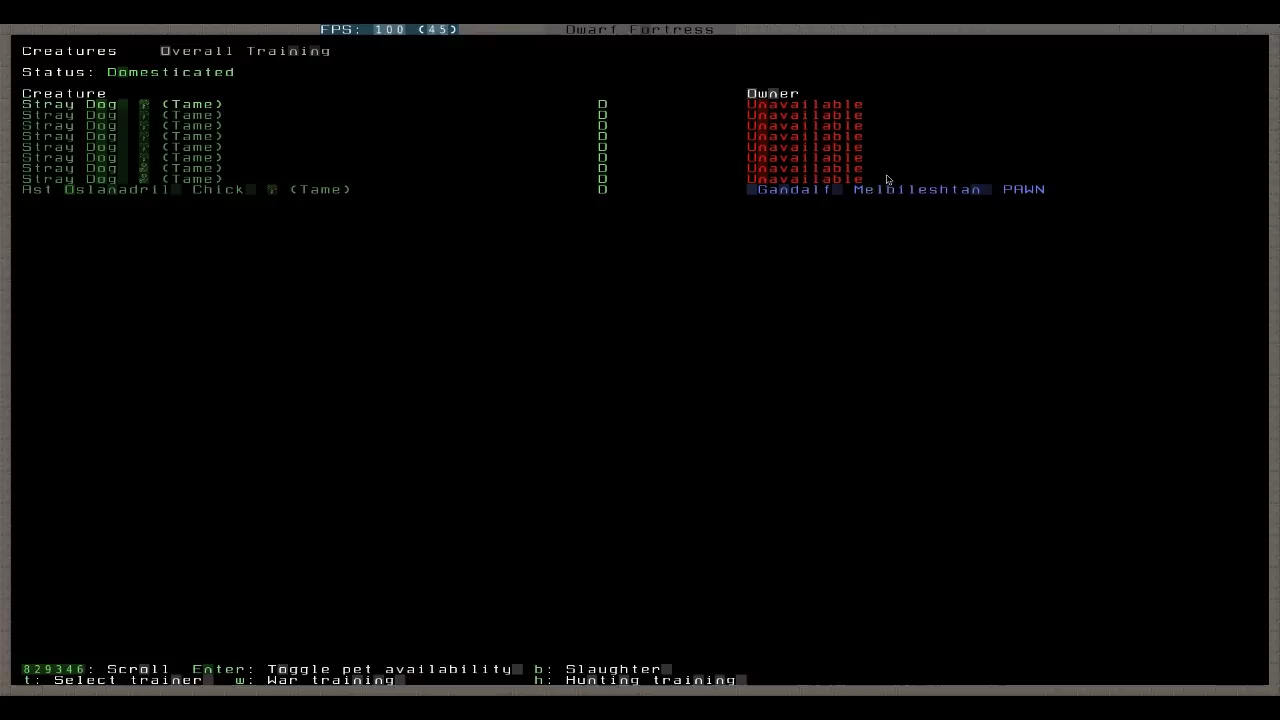 FPS: 100 (45) Dwarf Fortress
Creatures Overall Training
Status: Domesticated
Creature Owner
Stray Dog ♀ (Tame) D Unavailable
Stray Dog ♀ (Tame) D Unavailable
Stray Dog ♀ (Tame) D Unavailable
Stray Dog ♀ (Tame) D Unavailable
Stray Dog ♀ (Tame) D Unavailable
Stray Dog ♀ (Tame) D Unavailable
Stray Dog ♂ (Tame) D Unavailable
Stray Dog ♂ (Tame) D Unavailable
Ast Oslanadril Chick ♀ (Tame) D Gandalf Melbileshtan PAWN
829346: Scroll Enter: Toggle pet availability b: Slaughter
t: Select trainer w: War training h: Hunting training